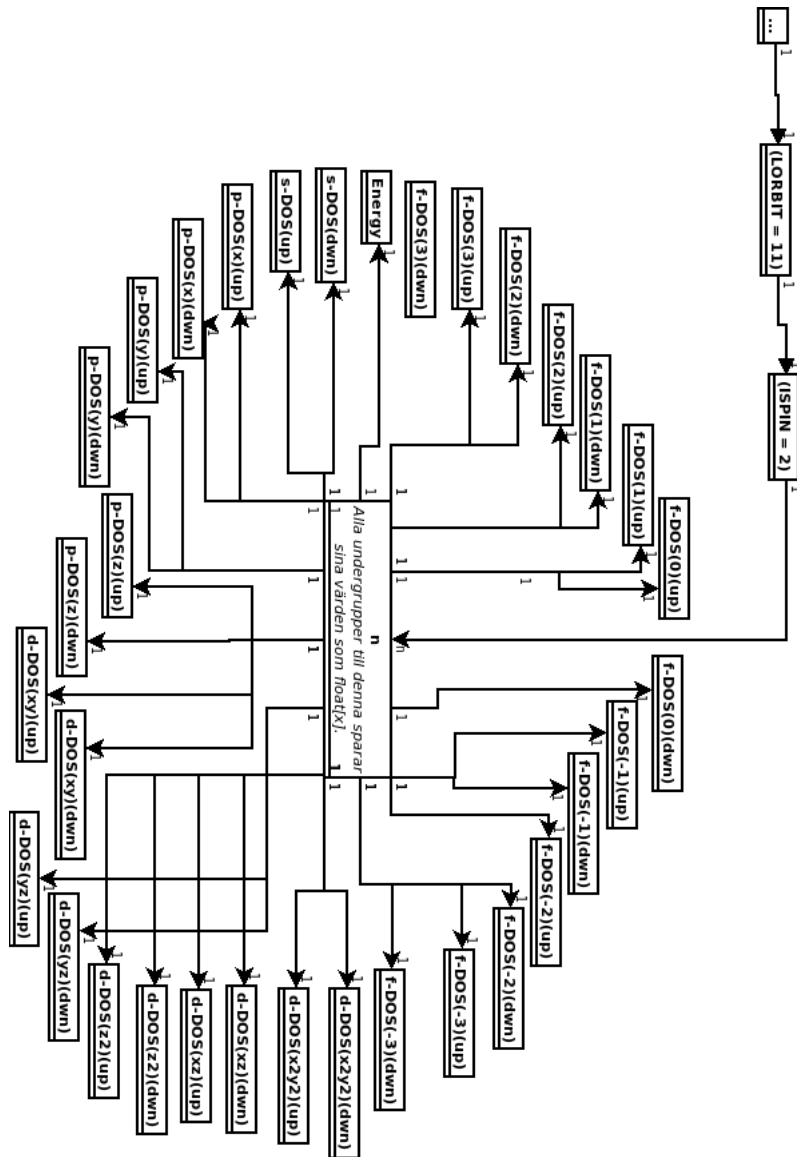 ...
1
1
(LORBIT = 11)
1
1
(ISPIN = 2)
1
n
n
Alla undergrupper till denna sparar
sina värden som float[x].
Energy
s-DOS(dwn)
s-DOS(up)
p-DOS(x)(up)
p-DOS(x)(dwn)
p-DOS(y)(up)
p-DOS(y)(dwn)
p-DOS(z)(up)
p-DOS(z)(dwn)
d-DOS(xy)(up)
d-DOS(xy)(dwn)
d-DOS(yz)(up)
d-DOS(yz)(dwn)
d-DOS(z2)(up)
d-DOS(z2)(dwn)
d-DOS(xz)(up)
d-DOS(xz)(dwn)
d-DOS(x2y2)(up)
d-DOS(x2y2)(dwn)
f-DOS(-3)(dwn)
f-DOS(-3)(up)
f-DOS(-2)(dwn)
f-DOS(-2)(up)
f-DOS(-1)(dwn)
f-DOS(-1)(up)
f-DOS(0)(dwn)
f-DOS(0)(up)
f-DOS(1)(up)
f-DOS(1)(dwn)
f-DOS(2)(up)
f-DOS(2)(dwn)
f-DOS(3)(up)
f-DOS(3)(dwn)